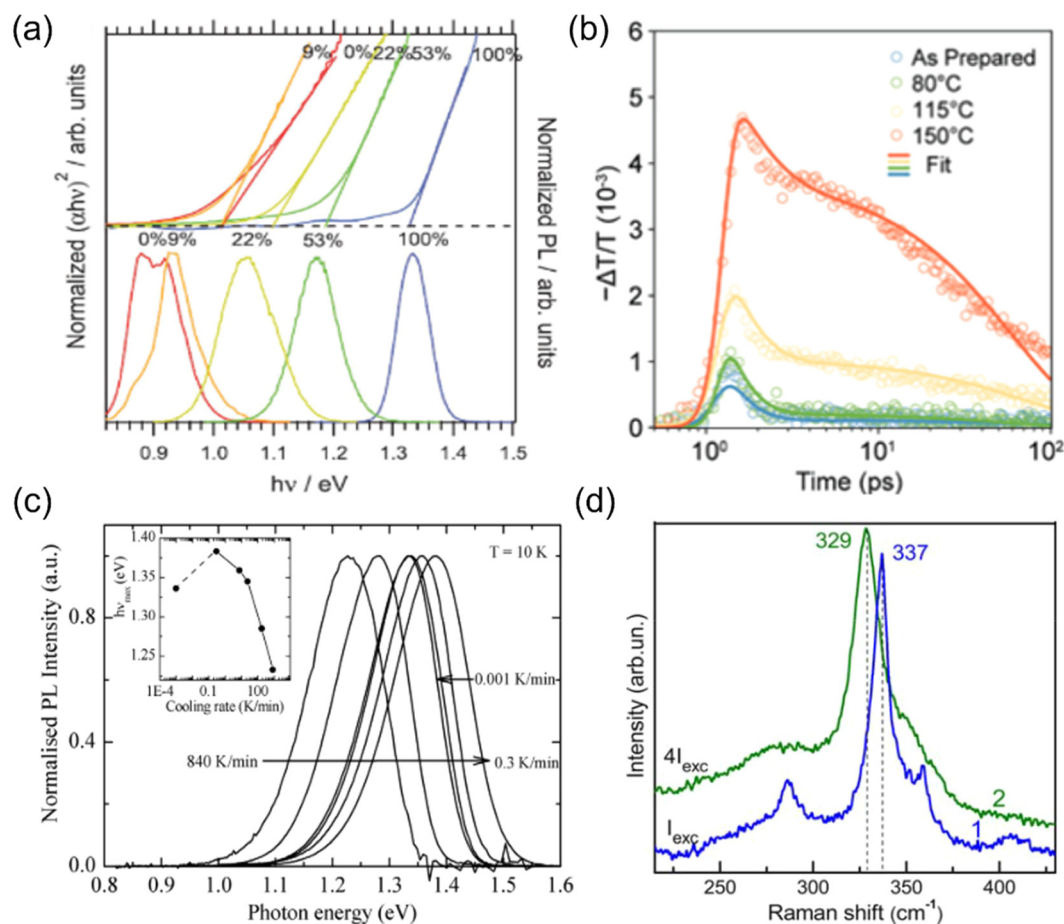 (a)
Normalized (αhν)² / arb. units
9% 0% 22% 53% 100%
0% 9% 22% 53% 100%
Normalized PL / arb. units
0.9 1.0 1.1 1.2 1.3 1.4 1.5
hν / eV
(b)
6
5
4
3
2
1
0
−ΔT/T (10⁻³)
As Prepared
80°C
115°C
150°C
Fit
10⁰ 10¹ 10²
Time (ps)
(c)
Normalised PL Intensity (a.u.)
0.8
0.4
0.0
1.40
1.35
1.30
1.25
hν_max (eV)
1E-4 0.1 100
Cooling rate (K/min)
T = 10 K
0.001 K/min
840 K/min
0.3 K/min
0.8 0.9 1.0 1.1 1.2 1.3 1.4 1.5 1.6
Photon energy (eV)
(d)
Intensity (arb.un.)
329
337
4I_exc
2
I_exc
1
250 300 350 400
Raman shift (cm⁻¹)